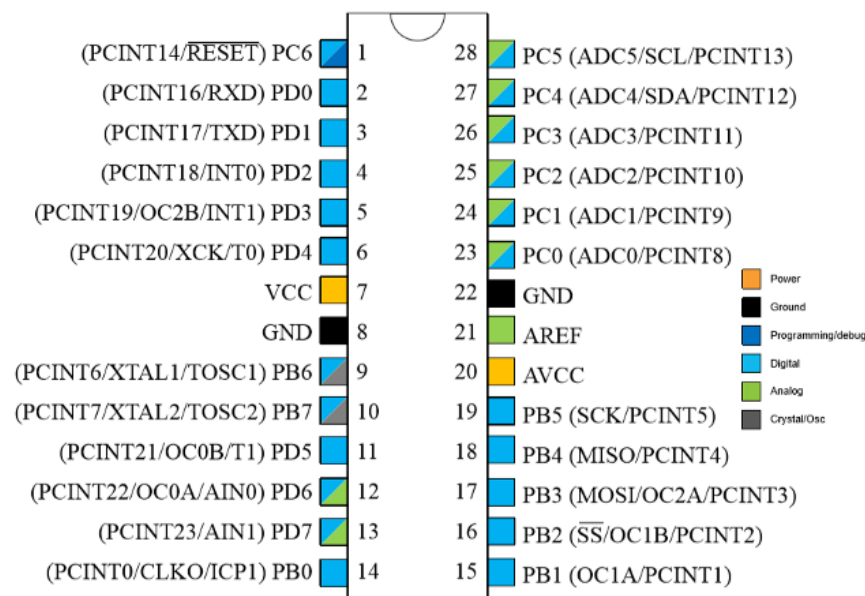 (PCINT14/RESET) PC6 1
(PCINT16/RXD) PD0 2
(PCINT17/TXD) PD1 3
(PCINT18/INT0) PD2 4
(PCINT19/OC2B/INT1) PD3 5
(PCINT20/XCK/T0) PD4 6
VCC 7
GND 8
(PCINT6/XTAL1/TOSC1) PB6 9
(PCINT7/XTAL2/TOSC2) PB7 10
(PCINT21/OC0B/T1) PD5 11
(PCINT22/OC0A/AIN0) PD6 12
(PCINT23/AIN1) PD7 13
(PCINT0/CLKO/ICP1) PB0 14
28 PC5 (ADC5/SCL/PCINT13)
27 PC4 (ADC4/SDA/PCINT12)
26 PC3 (ADC3/PCINT11)
25 PC2 (ADC2/PCINT10)
24 PC1 (ADC1/PCINT9)
23 PC0 (ADC0/PCINT8)
22 GND
21 AREF
20 AVCC
19 PB5 (SCK/PCINT5)
18 PB4 (MISO/PCINT4)
17 PB3 (MOSI/OC2A/PCINT3)
16 PB2 (SS/OC1B/PCINT2)
15 PB1 (OC1A/PCINT1)
Power
Ground
Programming/debug
Digital
Analog
Crystal/Osc